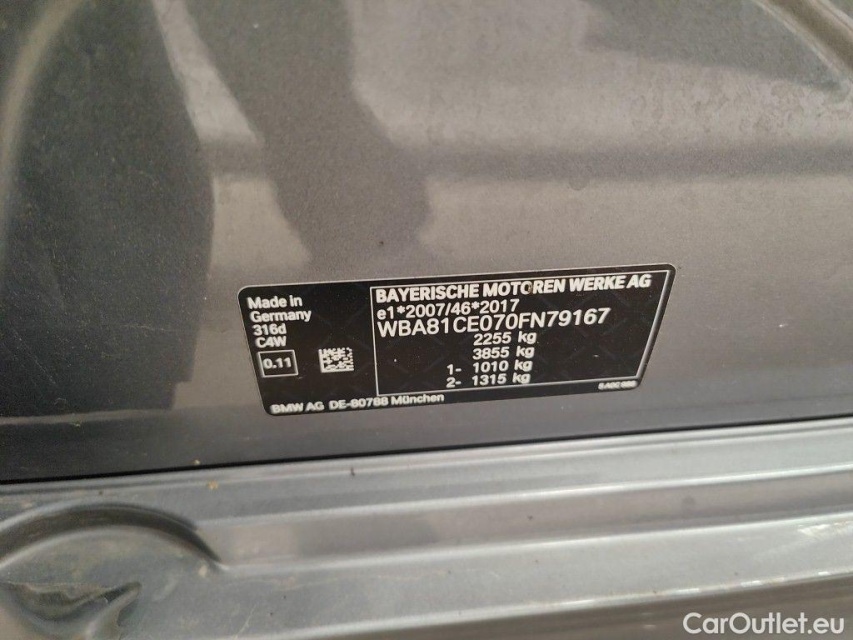 Made in
Germany
316d
C4W
0.11
BAYERISCHE MOTOREN WERKE AG
e1*2007/46*2017
WBA81CE070FN79167
2255 kg
3855 kg
1- 1010 kg
2- 1315 kg
BMW AG DE-80788 München
CarOutlet.eu